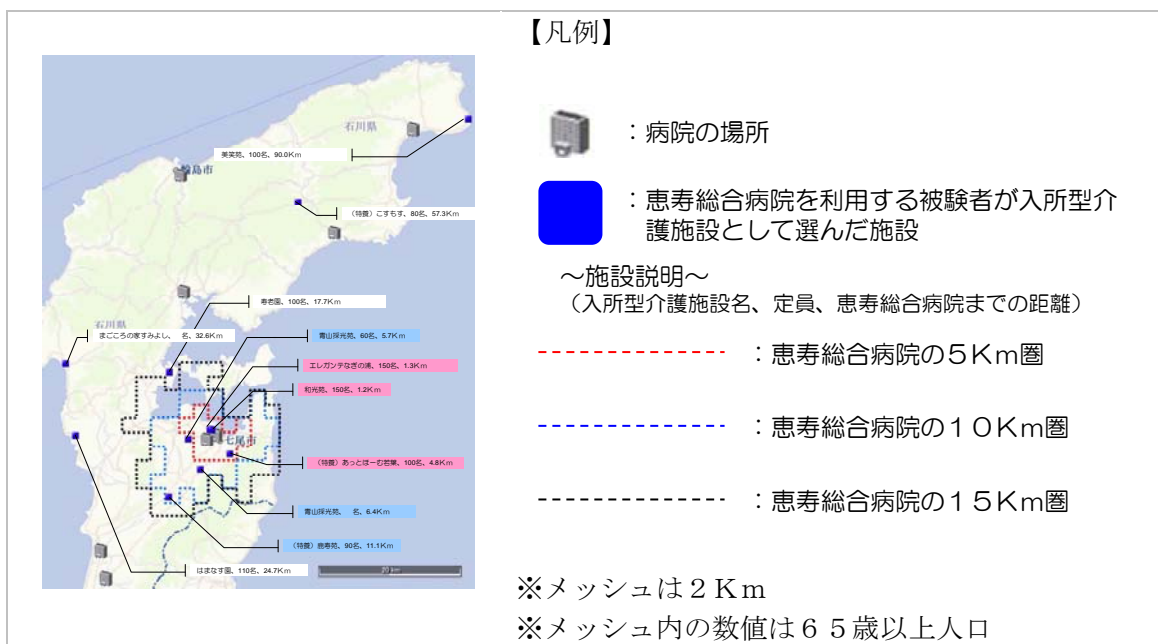 石川県
美笑苑、100名、90.0Km
輪島市
（特養）こすもす、80名、57.3Km
寿老園、100名、17.7Km
石川県
まごころの家すみよし、　名、32.6Km
青山採光苑、60名、5.7Km
エレガンテなぎの浦、150名、1.3Km
和光苑、150名、1.2Km
七尾市
（特養）あっとほーむ若葉、100名、4.8Km
青山採光苑、　名、6.4Km
（特養）鹿寿苑、90名、11.1Km
はまなす園、110名、24.7Km
20 km
【凡例】
：病院の場所
：恵寿総合病院を利用する被験者が入所型介
護施設として選んだ施設
～施設説明～
（入所型介護施設名、定員、恵寿総合病院までの距離）
：恵寿総合病院の５Km圏
：恵寿総合病院の１０Km圏
：恵寿総合病院の１５Km圏
※メッシュは２Km
※メッシュ内の数値は６５歳以上人口